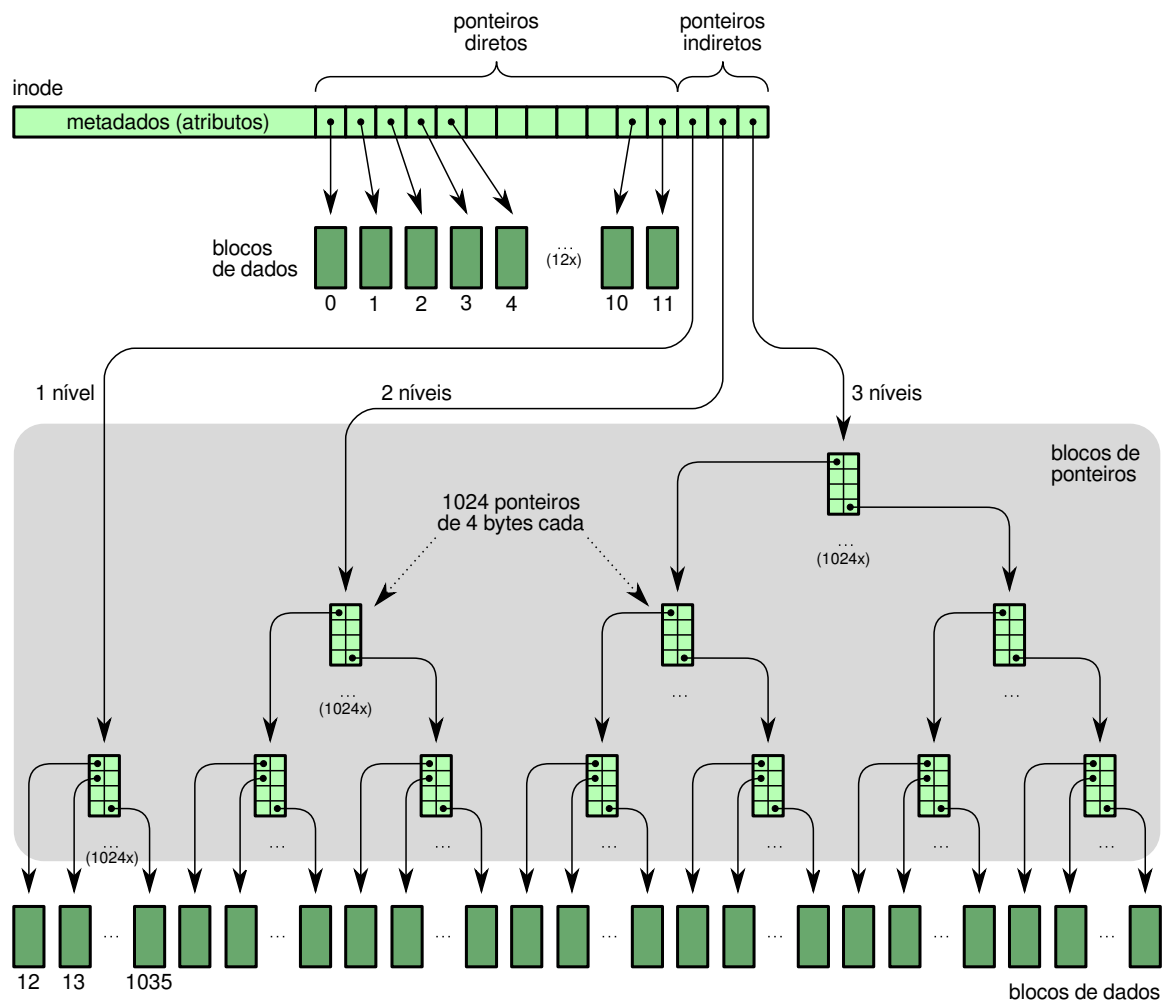 ponteiros
diretos
ponteiros
indiretos
inode
metadados (atributos)
blocos
de dados
...
(12x)
0
1
2
3
4
10
11
1 nível
2 níveis
3 níveis
blocos de
ponteiros
1024 ponteiros
de 4 bytes cada
...
(1024x)
...
(1024x)
...
...
...
(1024x)
...
...
...
...
...
...
...
...
...
...
...
...
...
12
13
1035
blocos de dados